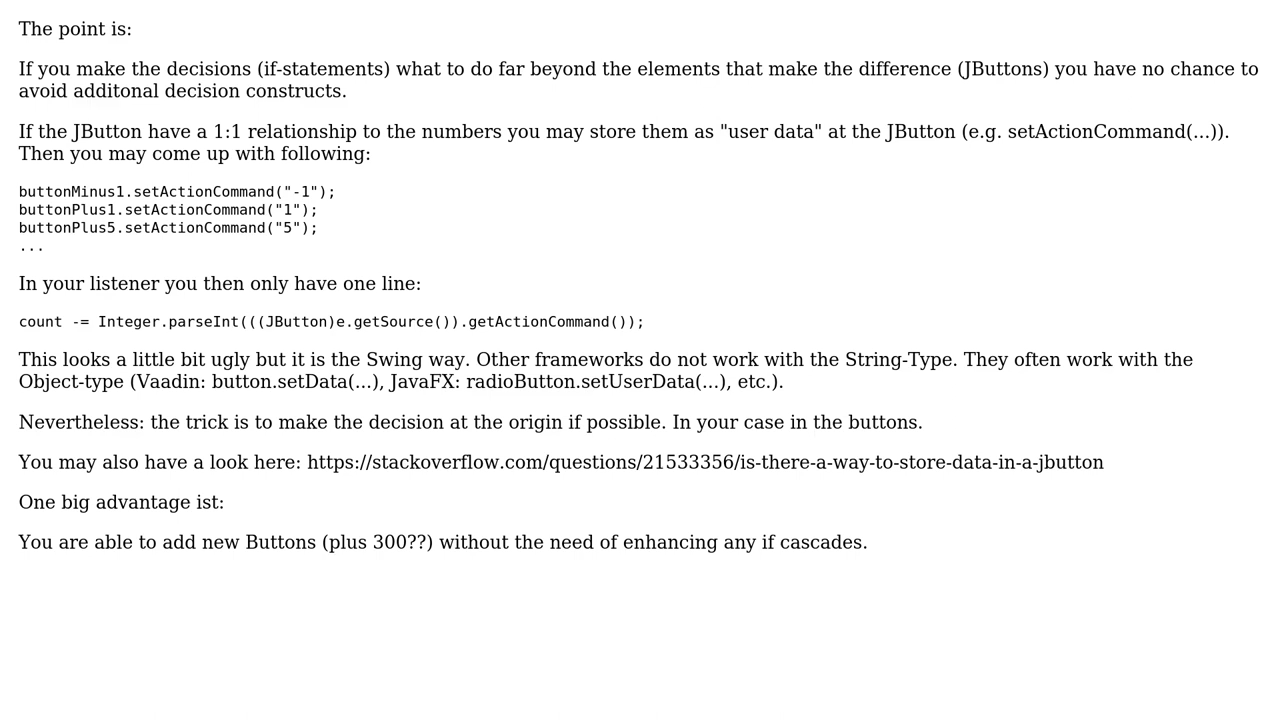 The point is:
If you make the decisions (if-statements) what to do far beyond the elements that make the difference (JButtons) you have no chance to
avoid additonal decision constructs.
If the JButton have a 1:1 relationship to the numbers you may store them as "user data" at the JButton (e.g. setActionCommand(...)).
Then you may come up with following:
buttonMinus1.setActionCommand("-1");
buttonPlus1.setActionCommand("1");
buttonPlus5.setActionCommand("5");
...
In your listener you then only have one line:
count -= Integer.parseInt(((JButton)e.getSource()).getActionCommand());
This looks a little bit ugly but it is the Swing way. Other frameworks do not work with the String-Type. They often work with the
Object-type (Vaadin: button.setData(...), JavaFX: radioButton.setUserData(...), etc.).
Nevertheless: the trick is to make the decision at the origin if possible. In your case in the buttons.
You may also have a look here: https://stackoverflow.com/questions/21533356/is-there-a-way-to-store-data-in-a-jbutton
One big advantage ist:
You are able to add new Buttons (plus 300??) without the need of enhancing any if cascades.